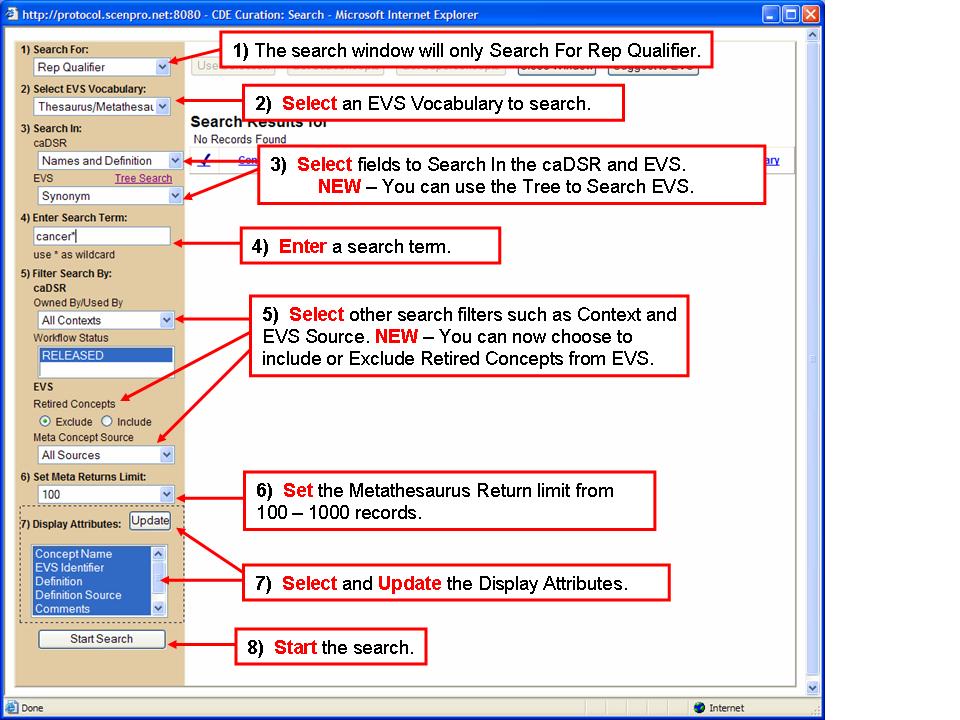 http://protocol.scenpro.net:8080 - CDE Curation: Search - Microsoft Internet Explorer
1) Search For:
Rep Qualifier
1) The search window will only Search For Rep Qualifier.
2) Select EVS Vocabulary:
Thesaurus/Metathesau
2) Select an EVS Vocabulary to search.
Search Results for
No Records Found
3) Search In:
caDSR
Names and Definition
EVS Tree Search
Synonym
3) Select fields to Search In the caDSR and EVS.
NEW – You can use the Tree to Search EVS.
4) Enter Search Term:
cancer*
use * as wildcard
4) Enter a search term.
5) Filter Search By:
caDSR
Owned By/Used By
All Contexts
Workflow Status
RELEASED
EVS
Retired Concepts
Exclude Include
Meta Concept Source
All Sources
5) Select other search filters such as Context and
EVS Source. NEW – You can now choose to
include or Exclude Retired Concepts from EVS.
6) Set Meta Returns Limit:
100
6) Set the Metathesaurus Return limit from
100 – 1000 records.
7) Display Attributes: Update
Concept Name
EVS Identifier
Definition
Definition Source
Comments
7) Select and Update the Display Attributes.
Start Search
8) Start the search.
Done
Internet